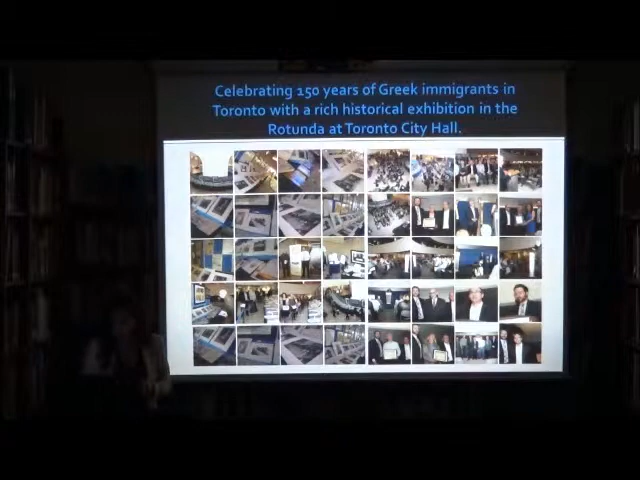 Celebrating 150 years of Greek immigrants in
Toronto with a rich historical exhibition in the
Rotunda at Toronto City Hall.